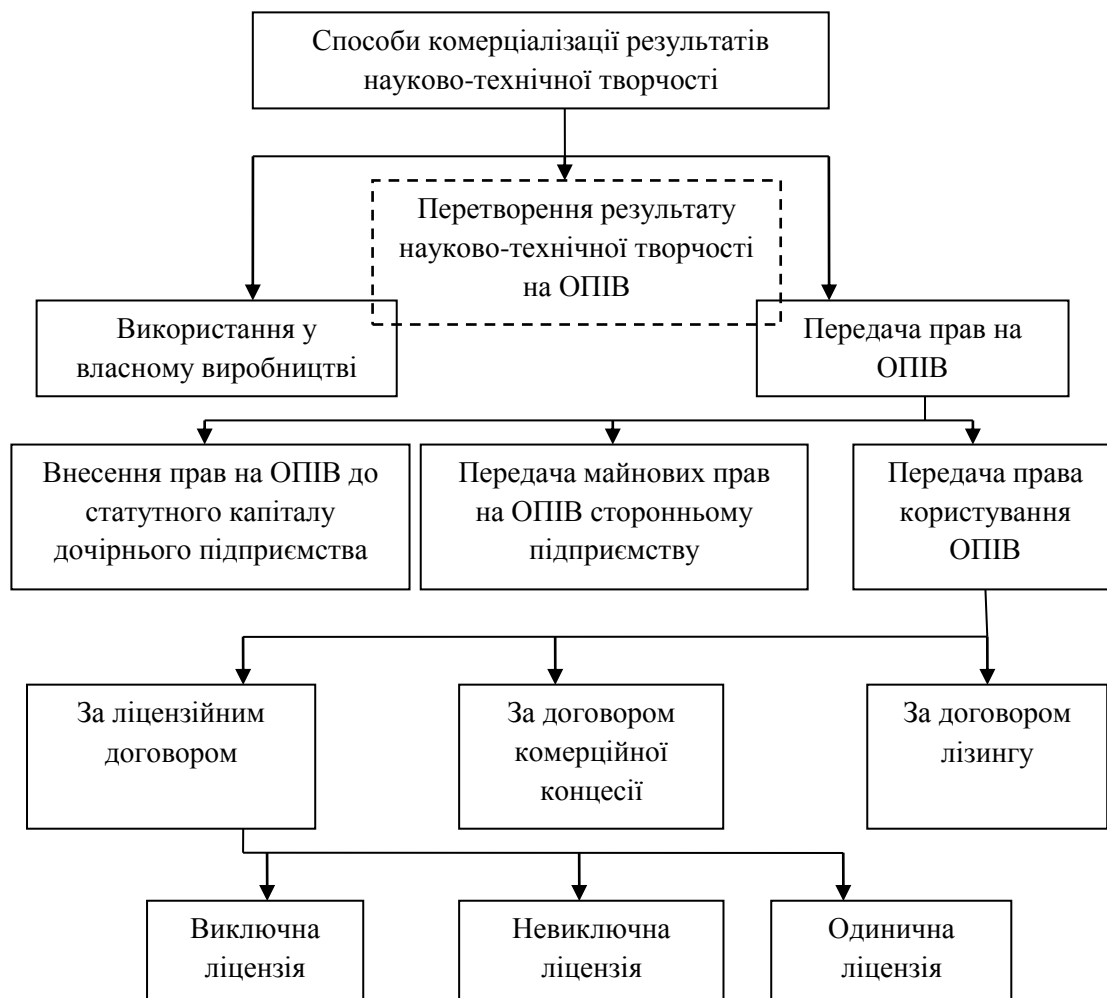 Способи комерціалізації результатів
науково-технічної творчості
Перетворення результату
науково-технічної творчості
на ОПІВ
Використання у
власному виробництві
Передача прав на
ОПІВ
Внесення прав на ОПІВ до
статутного капіталу
дочірнього підприємства
Передача майнових прав
на ОПІВ сторонньому
підприємству
Передача права
користування
ОПІВ
За ліцензійним
договором
За договором
комерційної
концесії
За договором
лізингу
Виключна
ліцензія
Невиключна
ліцензія
Одинична
ліцензія